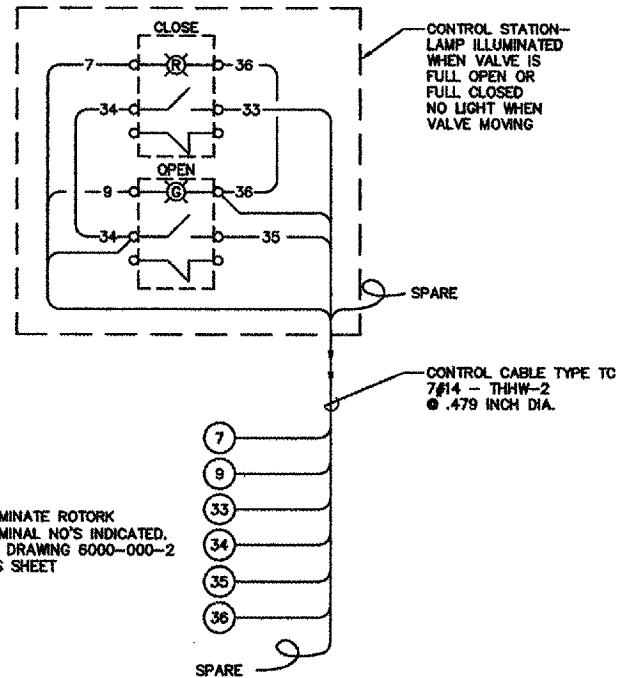 CLOSE
7
R
36
34
33
OPEN
9
G
36
34
35
CONTROL STATION-
LAMP ILLUMINATED
WHEN VALVE IS
FULL OPEN OR
FULL CLOSED
NO LIGHT WHEN
VALVE MOVING
SPARE
CONTROL CABLE TYPE TC
7#14 - THHW-2
@ .479 INCH DIA.
7
9
33
34
35
36
MINATE ROTORK
MINAL NO'S INDICATED.
DRAWING 6000-000-2
S SHEET
SPARE